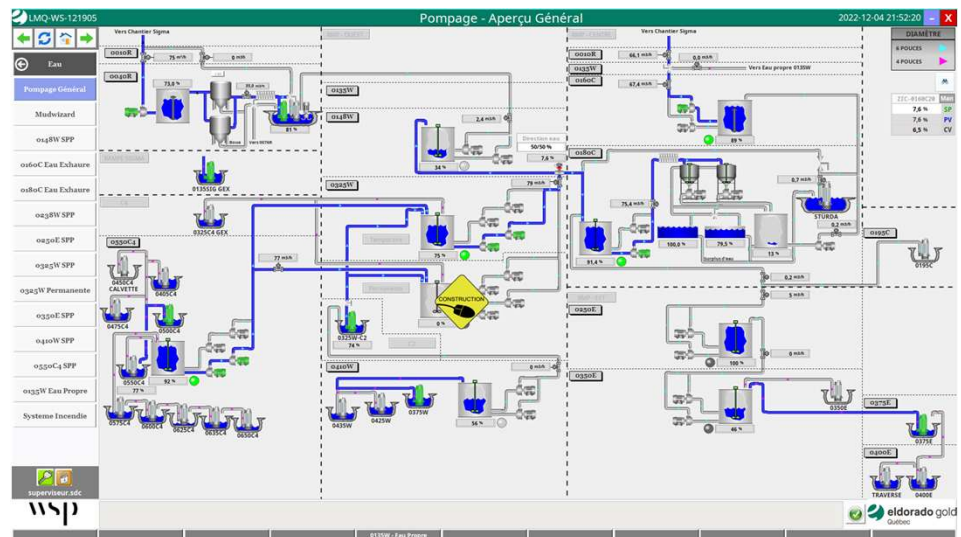 LMQ-WS-121905
Pompage - Aperçu Général
2022-12-04 21:52:20
X
Eau
Pompage Général
Mudwizard
0148W SPP
0160C Eau Exhaure
0180C Eau Exhaure
0238W SPP
0250E SPP
0325W SPP
0325W Permanente
0350E SPP
0410W SPP
0550C4 SPP
0135W Eau Propre
Systeme Incendie
superviseur.sdc
Vers Chantier Sigma
0010R
75 m³/h
0 m³/h
0040R
73,0 %
81 %
0135W
0148W
2,4 m3/h
34 %
Direction eau
50/50 %
7,6 %
79 m3/h
0135SIG GEX
0325W
0325C4 GEX
75 %
77 m3/h
0550C4
0450C4
CALVETTE
0405C4
0475C4
0500C4
0550C4
77 %
92 %
0575C4
0600C4
0625C4
0635C4
0650C4
CONSTRUCTION
0 %
0325W-C2
74 %
0410W
0 m3/h
0435W
0425W
0375W
56 %
Vers Chantier Sigma
0010R
66,1 m3/h
0,0 m3/h
0135W
Vers Eau propre 0135W
0160C
67,4 m3/h
89 %
0180C
75,4 m3/h
91,4 %
100,0 %
79,5 %
13 %
0,7 m3/h
STURDA
0,2 m3/h
0195C
0195C
0,2 m3/h
5 m3/h
0250E
100 %
0 m3/h
0350E
46 %
0350E
0375E
0375E
0400E
TRAVERSE
0400E
DIAMÈTRE
6 POUCES
4 POUCES
ZIC-0160C20
Man
7,6 %
SP
7,6 %
PV
6,5 %
CV
wsp
eldorado gold
Québec
0135W - Eau Propre